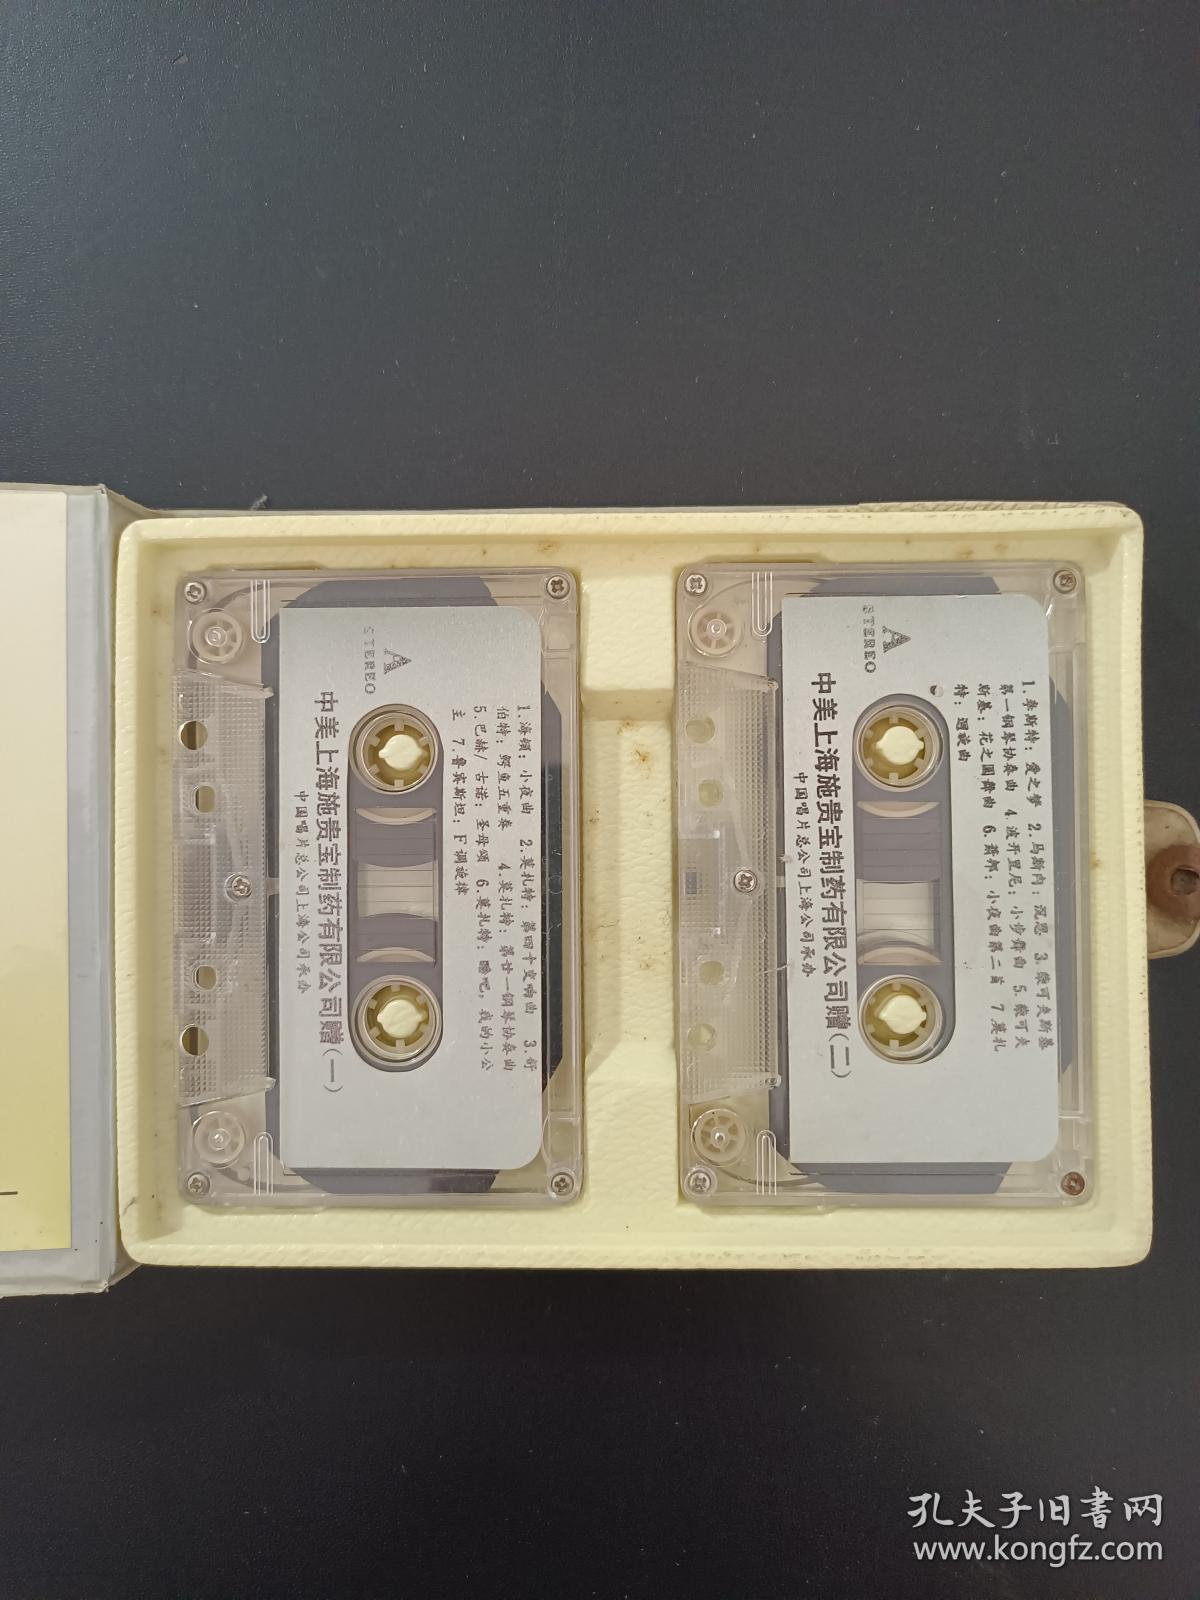 A
STEREO
1.海顿：小夜曲 2.莫扎特：第四十交响曲 3.舒
伯特：鳄鱼五重奏 4.莫扎特：第廿一钢琴协奏曲
5.巴赫/古诺：圣母颂 6.莫扎特：睡吧，我的小公
主 7.鲁宾斯坦：F调旋律
中美上海施贵宝制药有限公司赠（一）
中国唱片总公司上海公司承办
A
STEREO
1.李斯特：爱之梦 2.马斯内：沉思 3.柴可夫斯基
第一钢琴协奏曲 4.波开里尼：小步舞曲 5.柴可夫
斯基：花之圆舞曲 6.萧邦：小夜曲第二首 7.莫扎
特：迴旋曲
中美上海施贵宝制药有限公司赠（二）
中国唱片总公司上海公司承办
孔夫子旧書网
www.kongfz.com